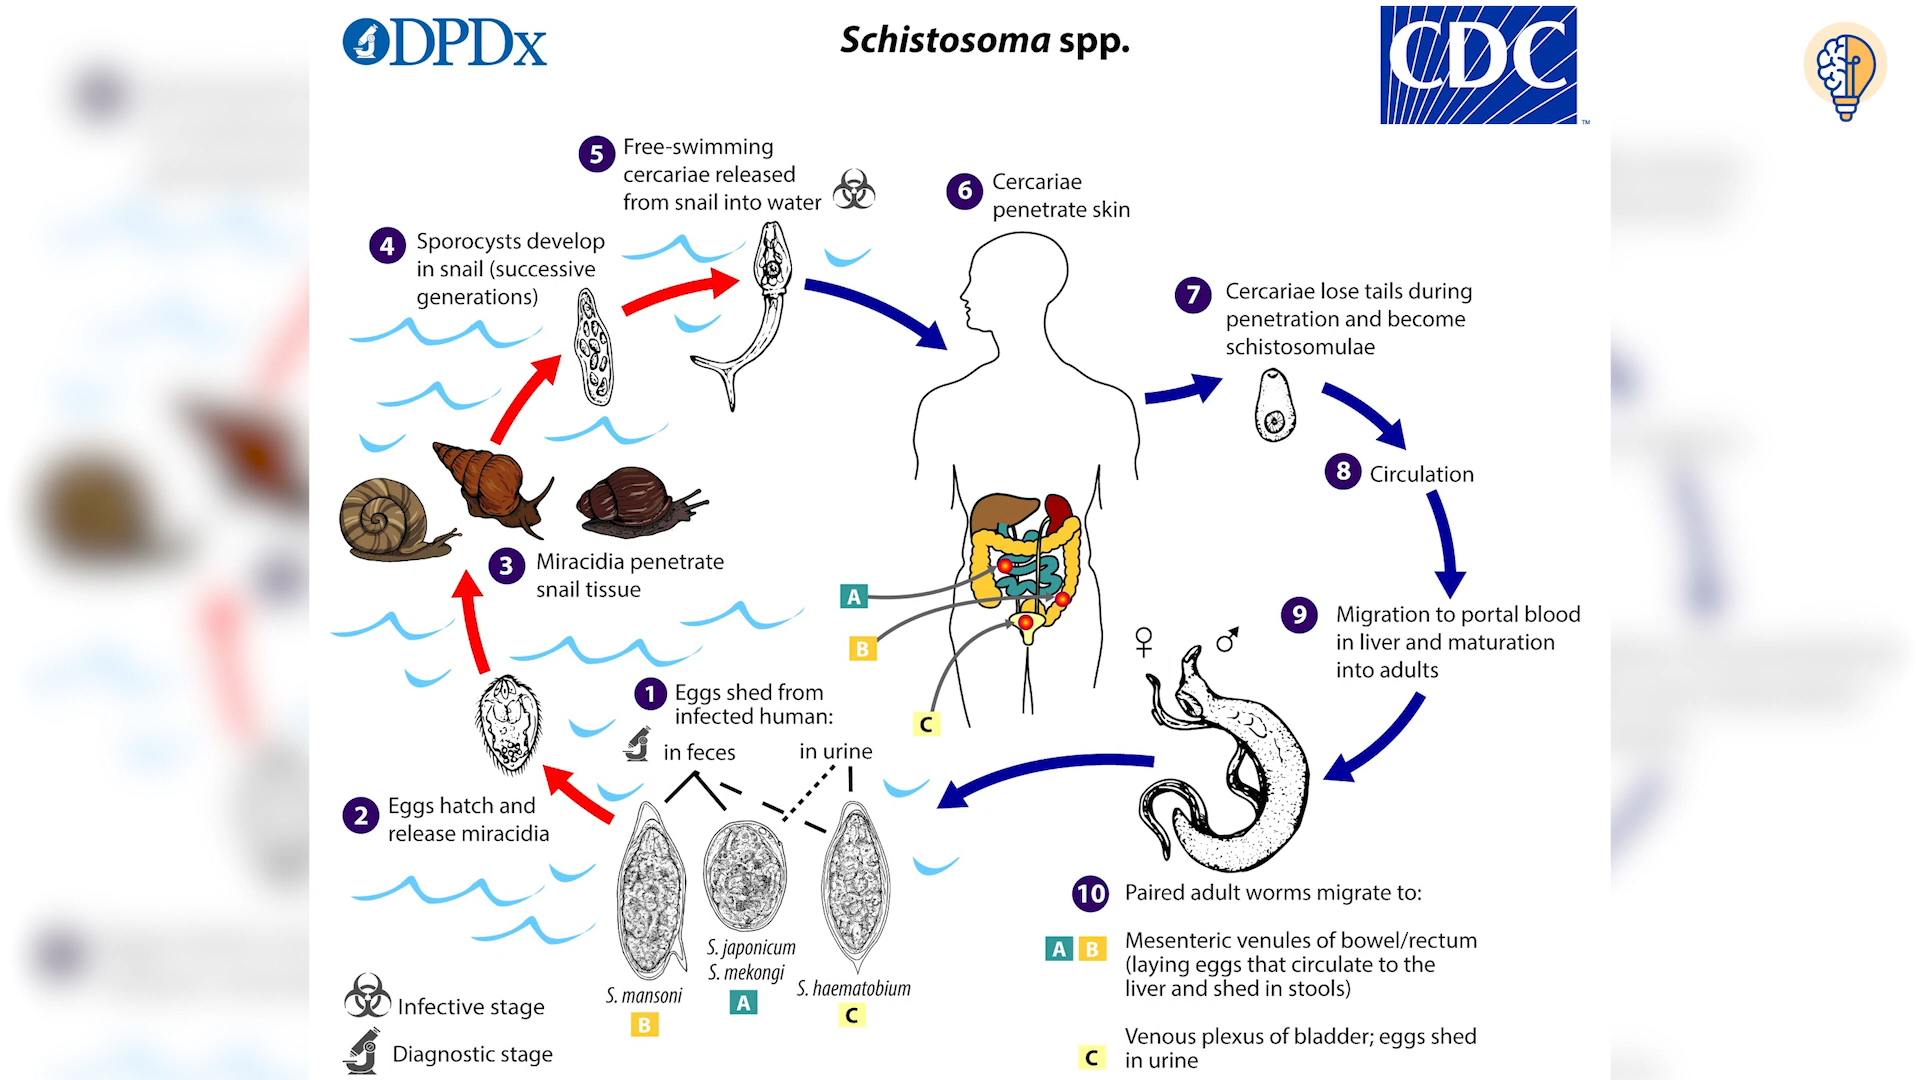 DPDx
Schistosoma spp.
CDC
TM
5
Free-swimming
cercariae released
from snail into water
6
Cercariae
penetrate skin
4
Sporocysts develop
in snail (successive
generations)
7
Cercariae lose tails during
penetration and become
schistosomulae
8
Circulation
3
Miracidia penetrate
snail tissue
A
B
C
9
Migration to portal blood
in liver and maturation
into adults
♀ ♂
1
Eggs shed from
infected human:
in feces
in urine
2
Eggs hatch and
release miracidia
S. mansoni
B
S. japonicum
S. mekongi
A
S. haematobium
C
10
Paired adult worms migrate to:
A B
Mesenteric venules of bowel/rectum
(laying eggs that circulate to the
liver and shed in stools)
C
Venous plexus of bladder; eggs shed
in urine
Infective stage
Diagnostic stage